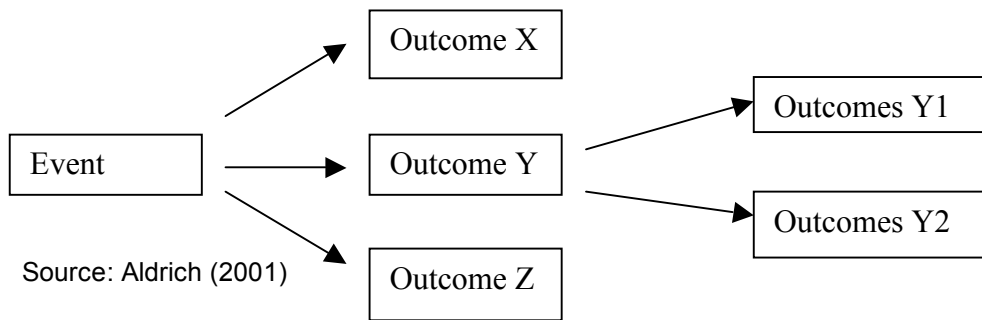 Outcome X
Outcomes Y1
Event
Outcome Y
Outcomes Y2
Source: Aldrich (2001)
Outcome Z